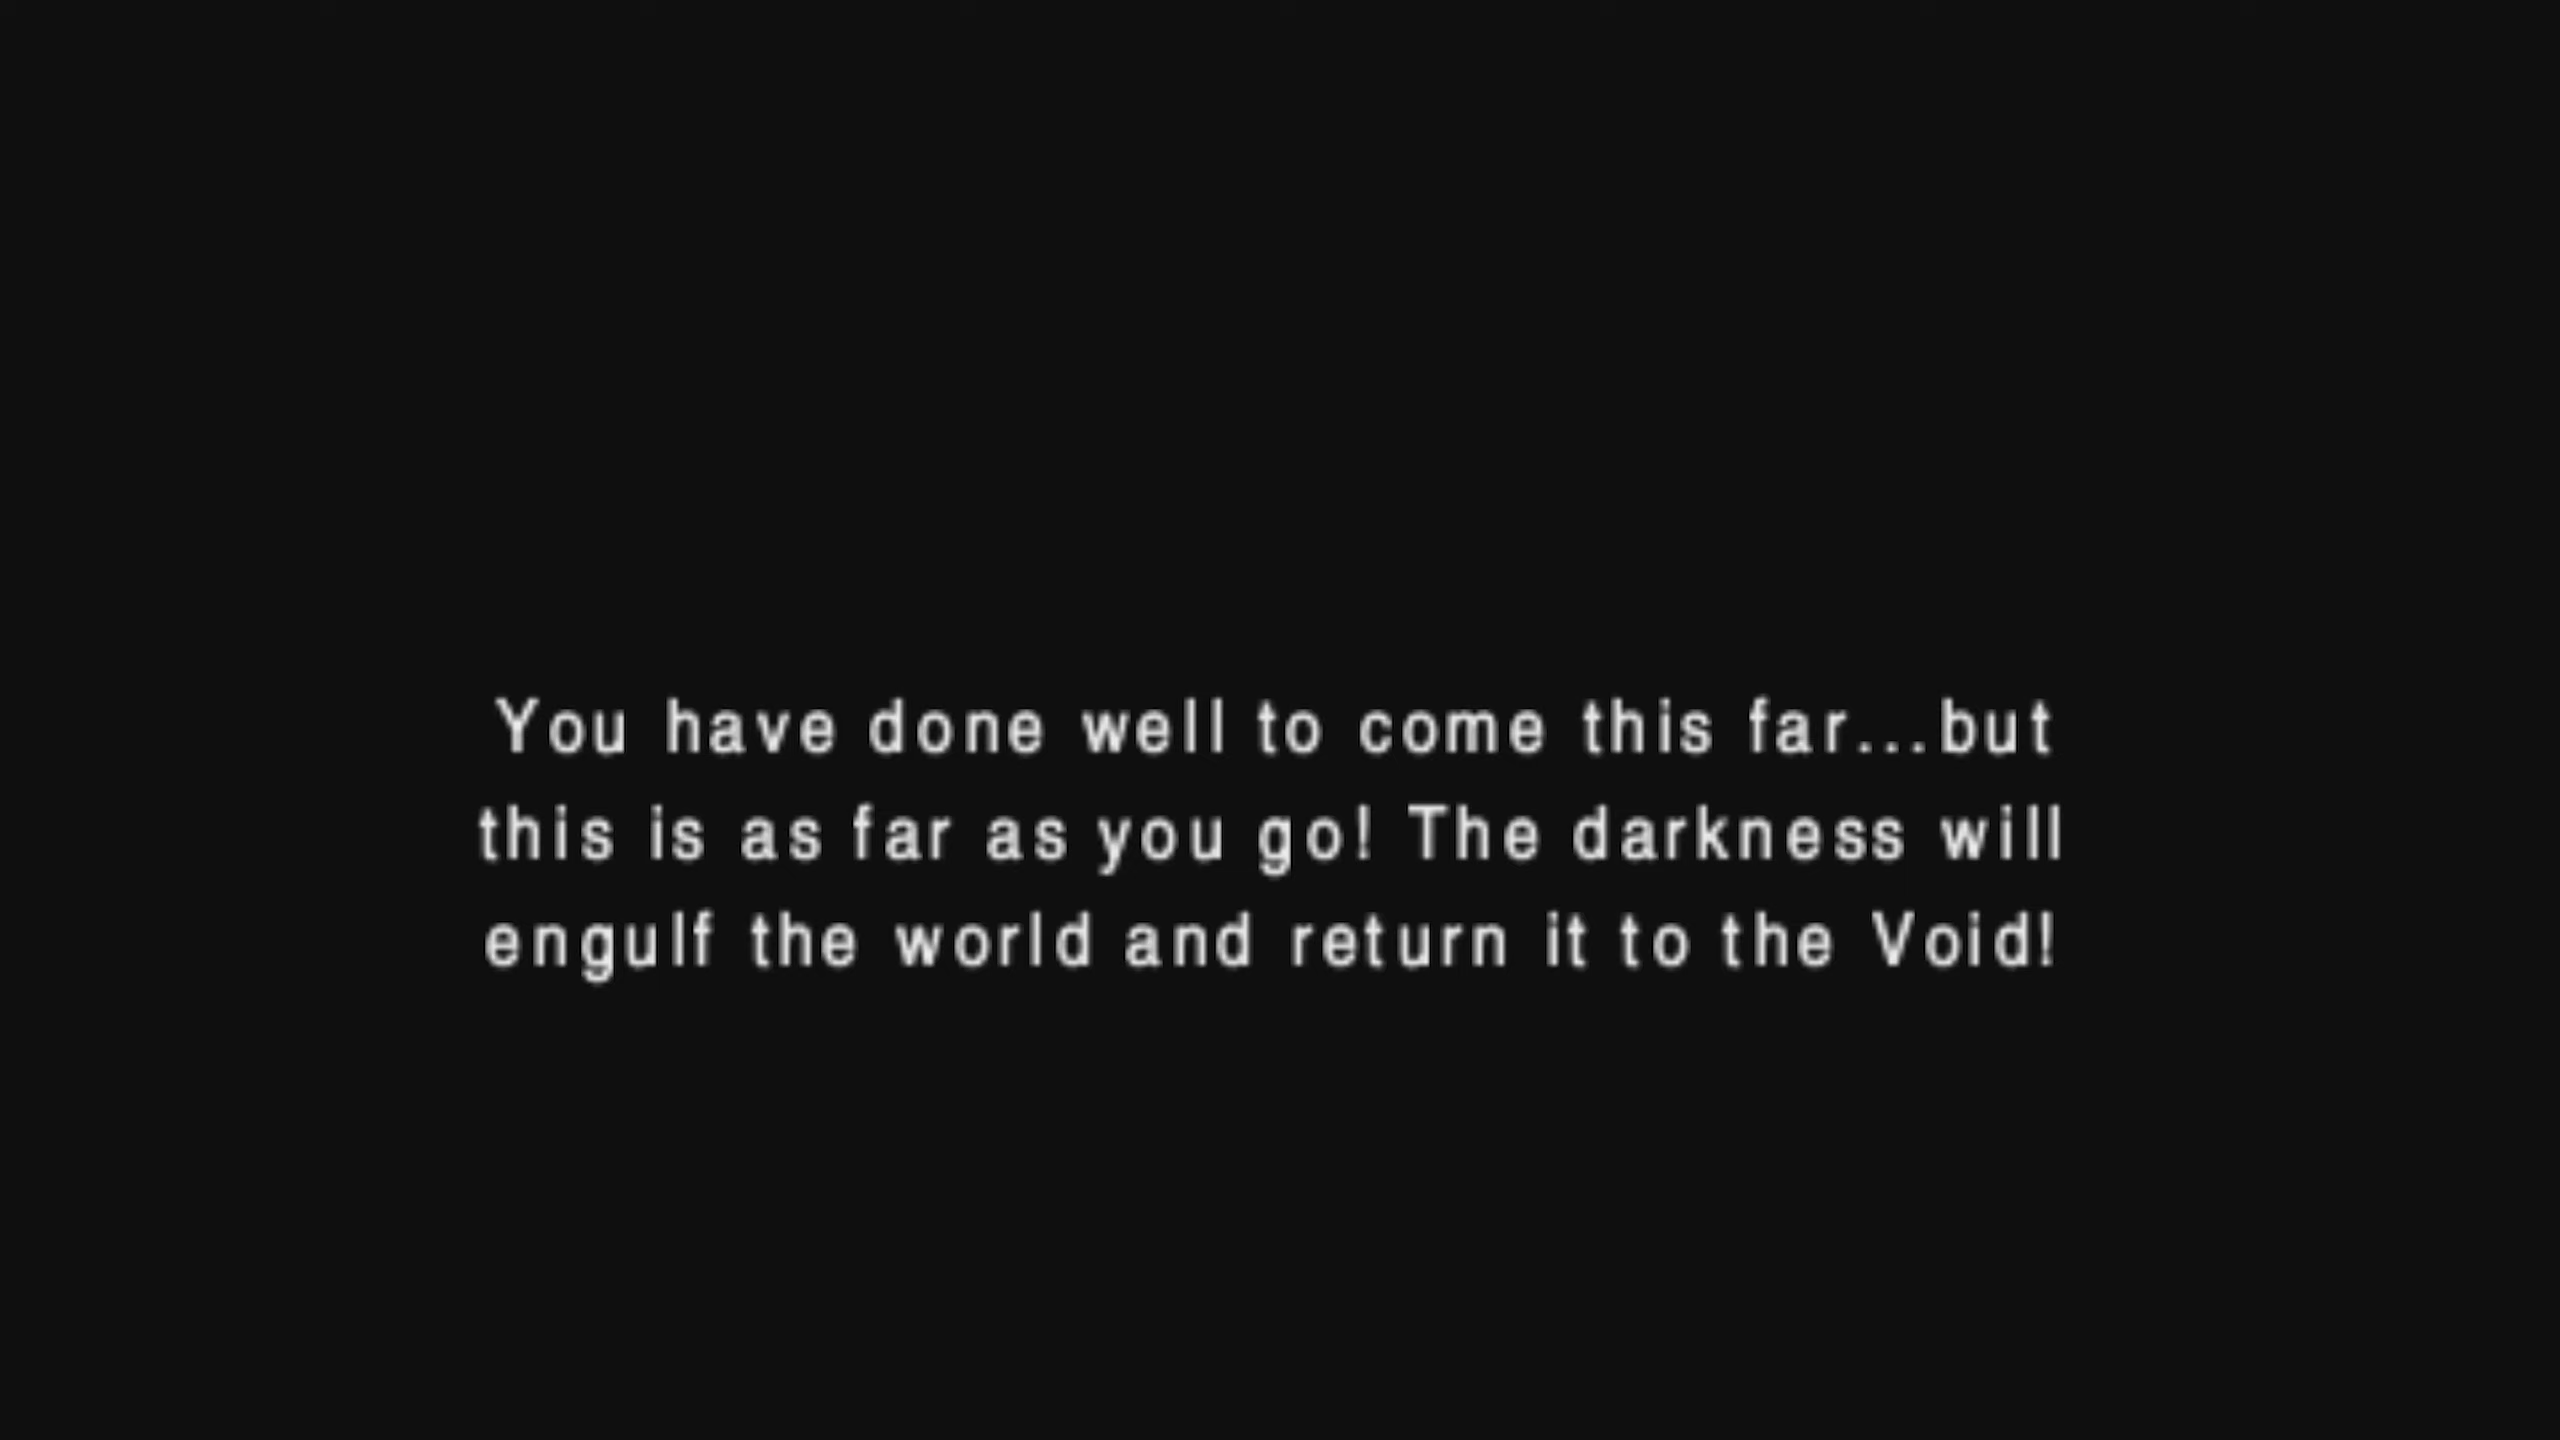 You have done well to come this far...but
this is as far as you go! The darkness will
engulf the world and return it to the Void!